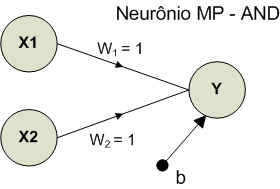 Neurônio MP - AND
X1
W1 = 1
Y
X2
W2 = 1
b